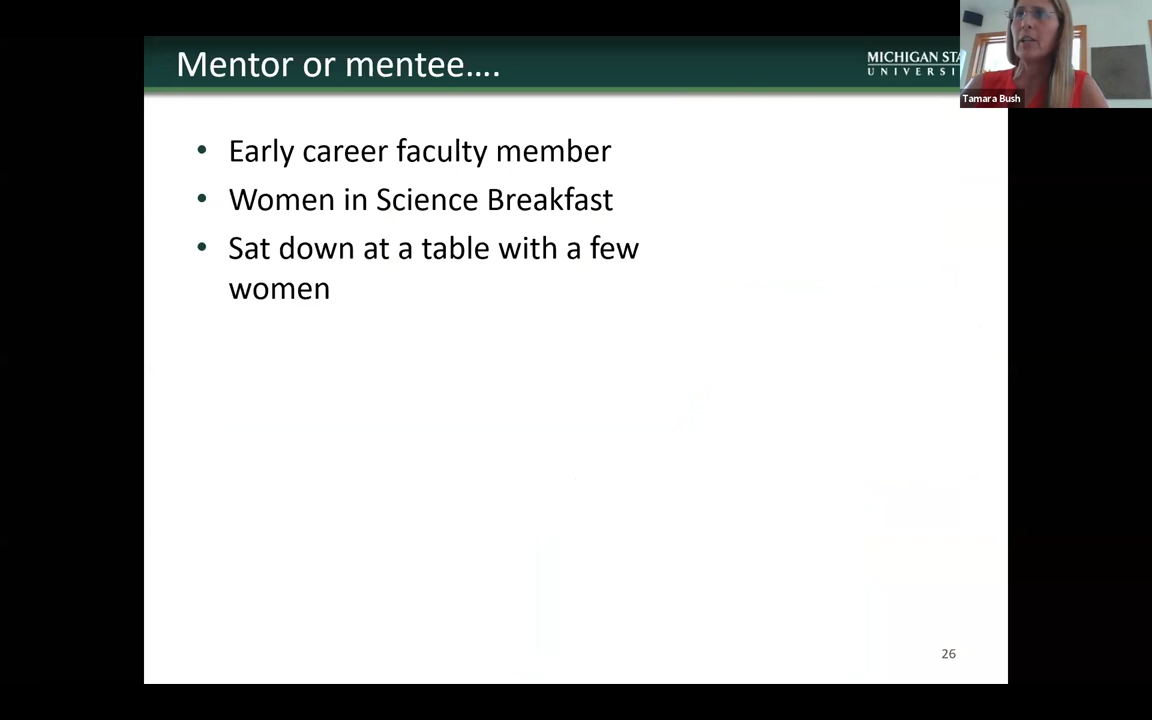 Mentor or mentee….
MICHIGAN STA
UNIVERSI
Tamara Bush
• Early career faculty member
• Women in Science Breakfast
• Sat down at a table with a few
women
26